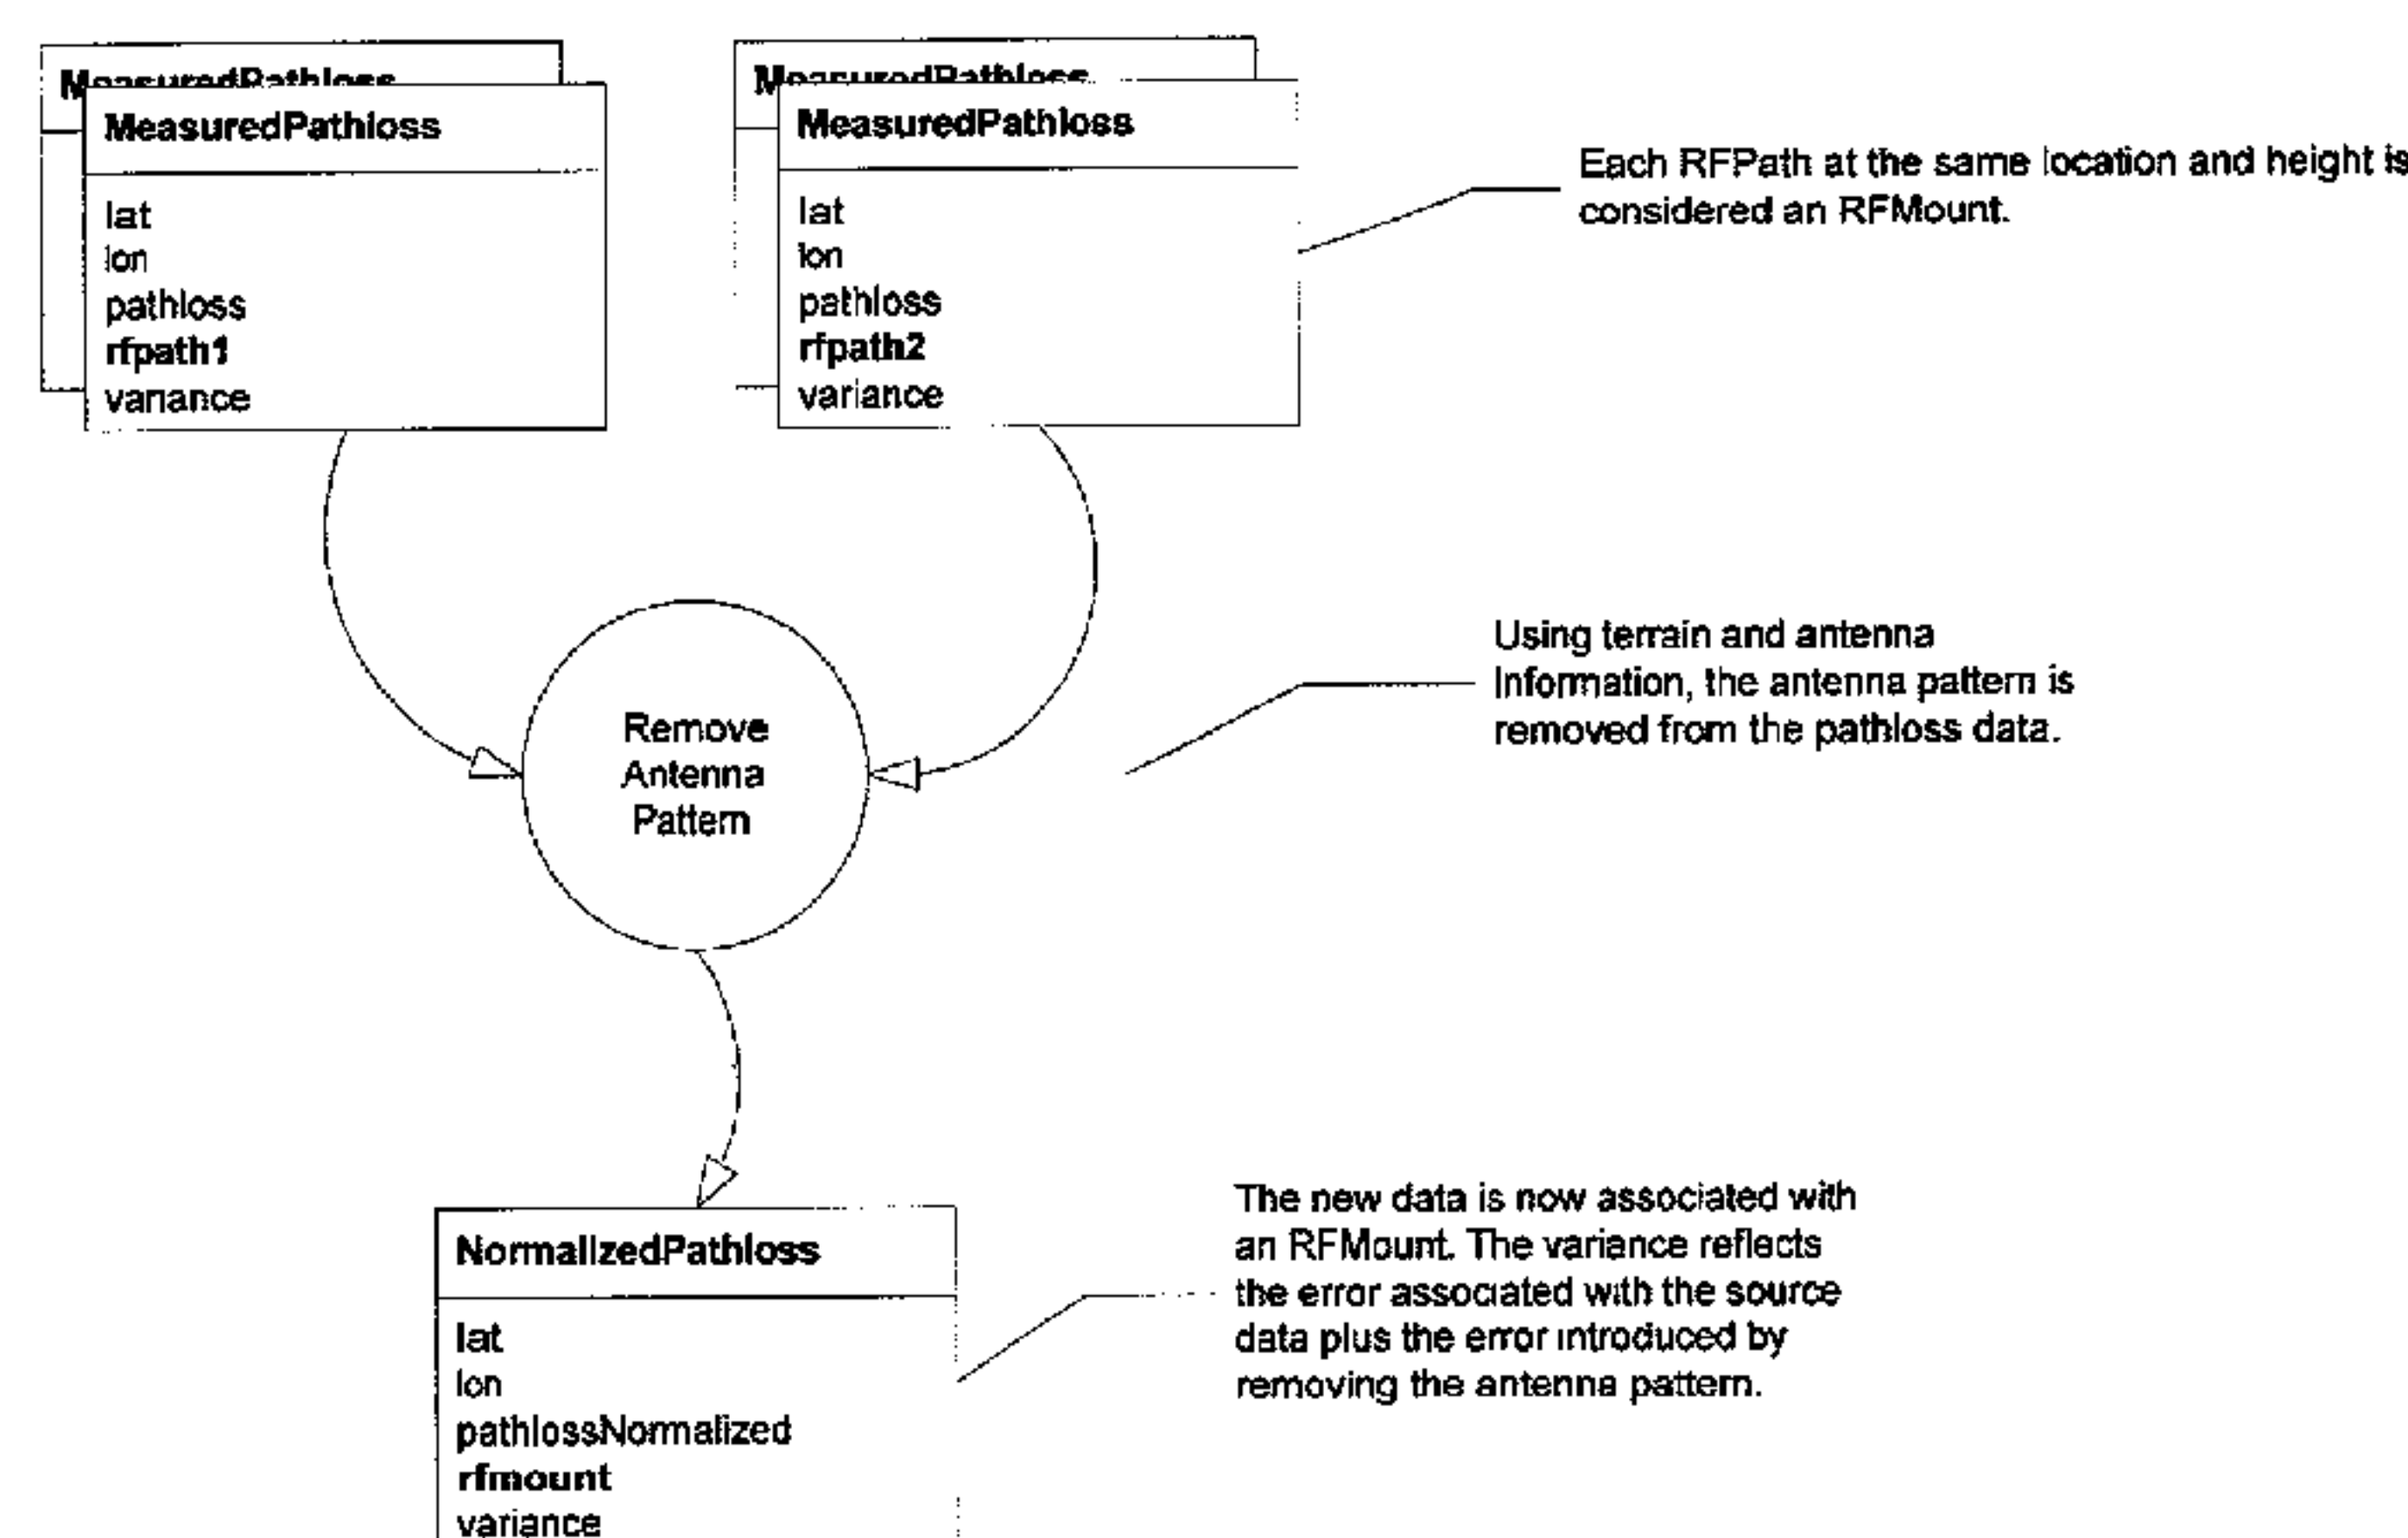 MeasuredPathloss
MeasuredPathloss
lat
lon
pathloss
rfpath1
variance
MeasuredPathloss
MeasuredPathloss
lat
lon
pathloss
rfpath2
variance
Each RFPath at the same location and height is
considered an RFMount.
Remove
Antenna
Pattern
Using terrain and antenna
Information, the antenna pattern is
removed from the pathloss data.
NormalizedPathloss
lat
lon
pathlossNormalized
rfmount
variance
The new data is now associated with
an RFMount. The variance reflects
the error associated with the source
data plus the error introduced by
removing the antenna pattern.